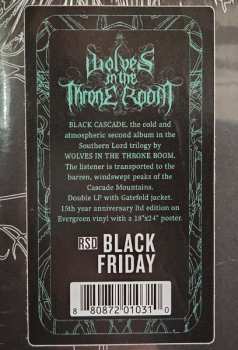 WOLVES
IN THE
THRONE ROOM
BLACK CASCADE, the cold and
atmospheric second album in the
Southern Lord trilogy by
WOLVES IN THE THRONE ROOM.
The listener is transported to the
barren, windswept peaks of the
Cascade Mountains.
Double LP with Gatefold jacket.
15th year anniversary ltd edition on
Evergreen vinyl with a 18"x24" poster.
RSD BLACK
FRIDAY
8 80872 01031 0